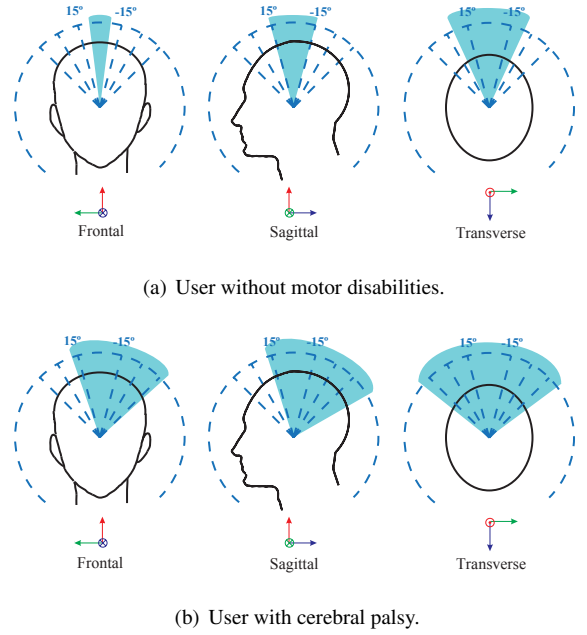 15º -15º 15º -15º 15º -15º
Frontal Sagittal Transverse
(a) User without motor disabilities.
15º -15º 15º -15º 15º -15º
Frontal Sagittal Transverse
(b) User with cerebral palsy.